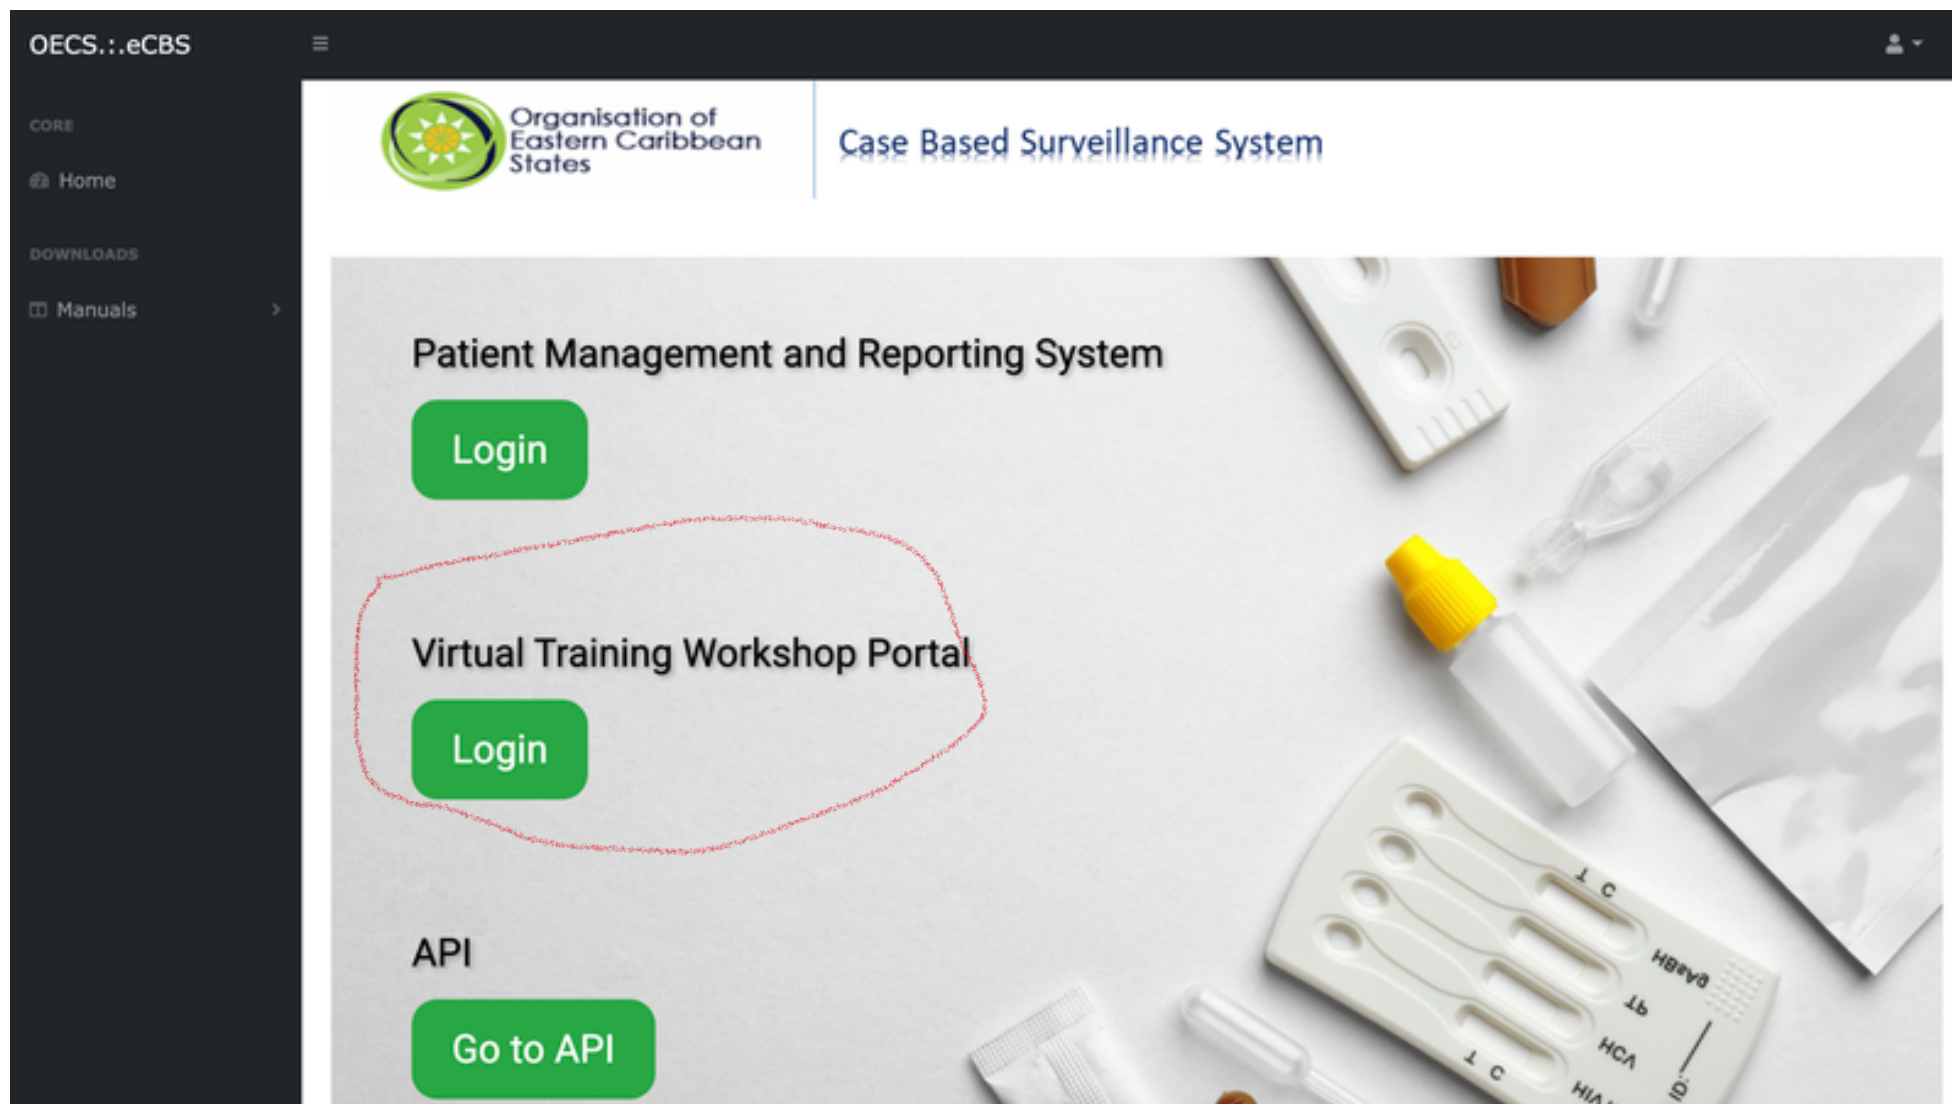 OECS.:.eCBS
CORE
Home
DOWNLOADS
Manuals
Organisation of
Eastern Caribbean
States
Case Based Surveillance System
Patient Management and Reporting System
Login
Virtual Training Workshop Portal
Login
API
Go to API
T C
HBsAg
TP
HCV
T C
ID: